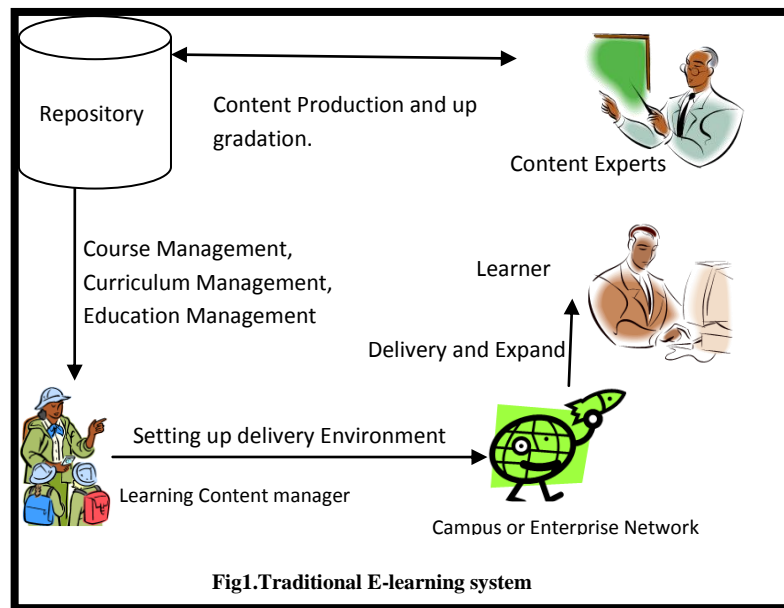 Repository
Content Production and up
gradation.
Content Experts
Course Management,
Curriculum Management,
Education Management
Learner
Delivery and Expand
Setting up delivery Environment
Learning Content manager
Campus or Enterprise Network
Fig1.Traditional E-learning system